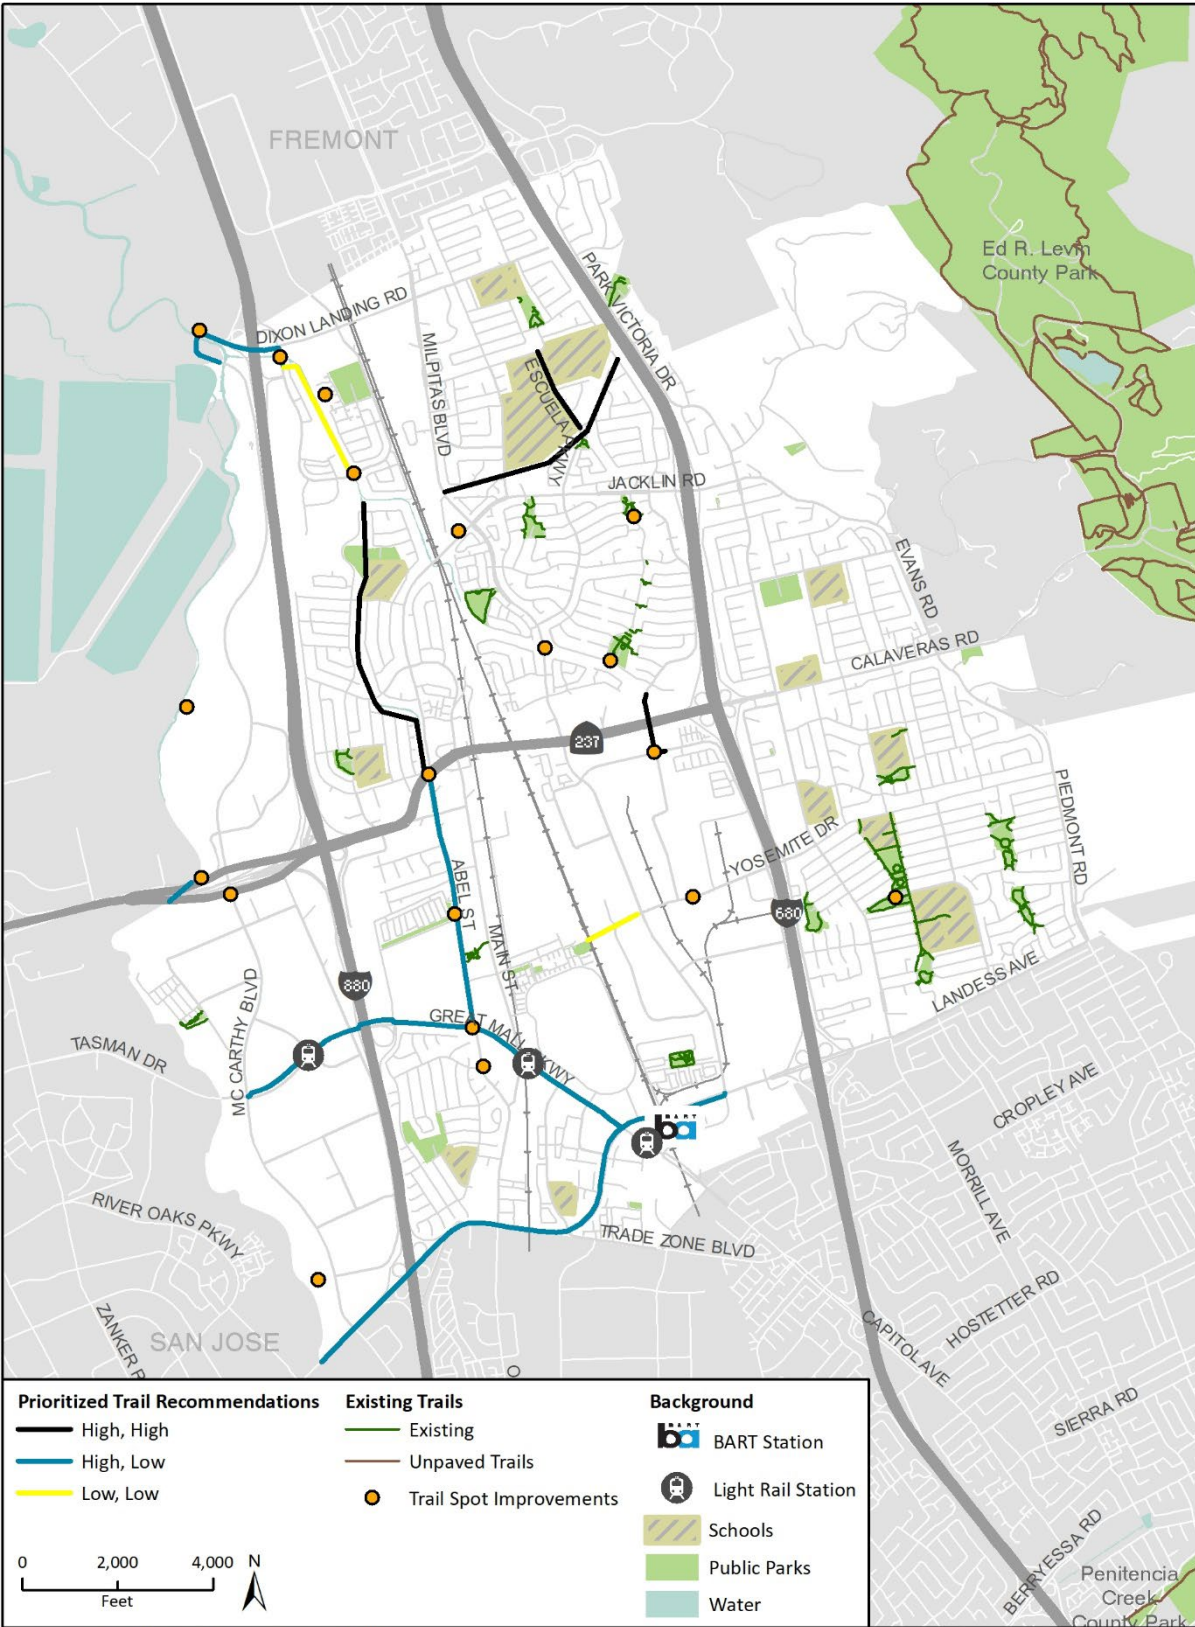 FREMONT
Ed R. Levin
County Park
PARK VICTORIA DR
DIXON LANDING RD
MILPITAS BLVD
ESCUELA PKWY
JACKLIN RD
EVANS RD
CALAVERAS RD
237
PIEDMONT RD
YOSEMITE DR
ABEL ST
MAIN ST
680
LANDESS AVE
880
MC CARTHY BLVD
GREAT MALL PKWY
TASMAN DR
CROPLEY AVE
BART
ba
MORRILL AVE
RIVER OAKS PKWY
TRADE ZONE BLVD
HOSTETTER RD
ZANKER R
SAN JOSE
CAPITOL AVE
O
SIERRA RD
BERRYESSA RD
Penitencia
Creek
County Park
Prioritized Trail Recommendations
High, High
High, Low
Low, Low
0 2,000 4,000
Feet
N
Existing Trails
Existing
Unpaved Trails
Trail Spot Improvements
Background
BART
ba
BART Station
Light Rail Station
Schools
Public Parks
Water